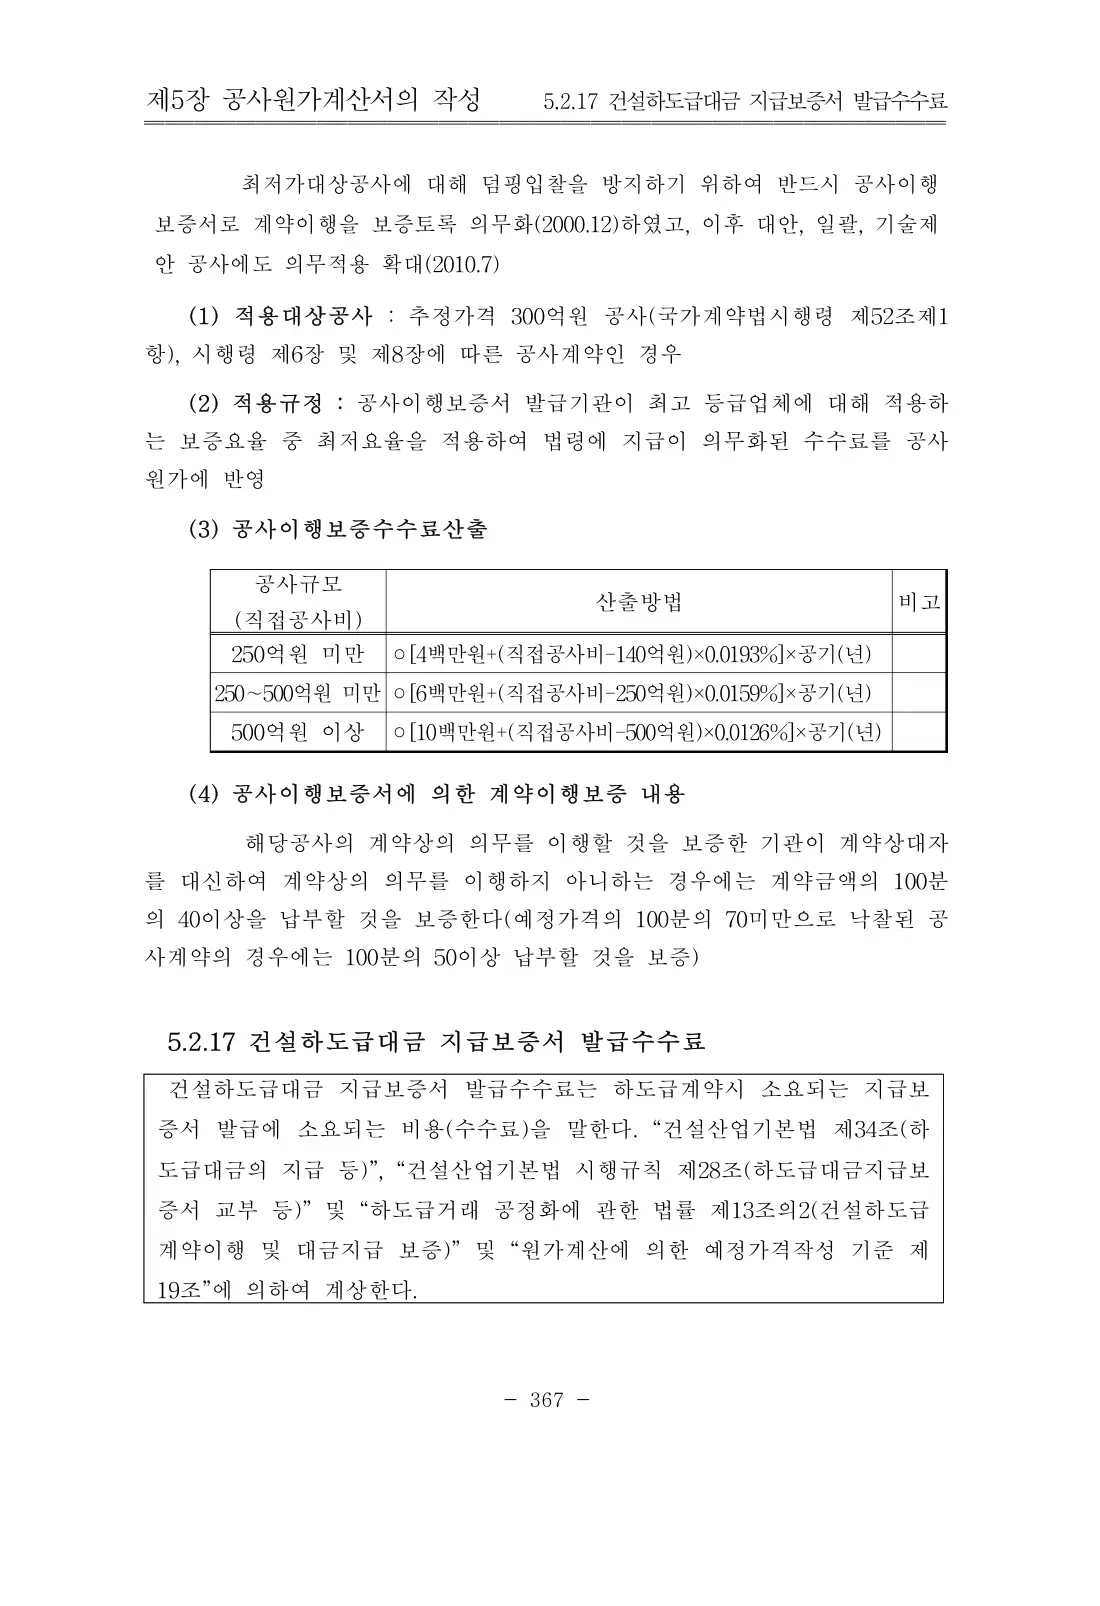 제5장 공사원가계산서의 작성 5.2.17 건설하도급대금 지급보증서 발급수수료
최저가대상공사에 대해 덤핑입찰을 방지하기 위하여 반드시 공사이행
보증서로 계약이행을 보증토록 의무화(2000.12)하였고, 이후 대안, 일괄, 기술제
안 공사에도 의무적용 확대(2010.7)
(1) 적용대상공사 : 추정가격 300억원 공사(국가계약법시행령 제52조제1
항), 시행령 제6장 및 제8장에 따른 공사계약인 경우
(2) 적용규정 : 공사이행보증서 발급기관이 최고 등급업체에 대해 적용하
는 보증요율 중 최저요율을 적용하여 법령에 지급이 의무화된 수수료를 공사
원가에 반영
(3) 공사이행보증수수료산출
공사규모
(직접공사비) 산출방법 비고
250억원 미만 ○[4백만원+(직접공사비-140억원)×0.0193%]×공기(년)
250~500억원 미만 ○[6백만원+(직접공사비-250억원)×0.0159%]×공기(년)
500억원 이상 ○[10백만원+(직접공사비-500억원)×0.0126%]×공기(년)
(4) 공사이행보증서에 의한 계약이행보증 내용
해당공사의 계약상의 의무를 이행할 것을 보증한 기관이 계약상대자
를 대신하여 계약상의 의무를 이행하지 아니하는 경우에는 계약금액의 100분
의 40이상을 납부할 것을 보증한다(예정가격의 100분의 70미만으로 낙찰된 공
사계약의 경우에는 100분의 50이상 납부할 것을 보증)
5.2.17 건설하도급대금 지급보증서 발급수수료
건설하도급대금 지급보증서 발급수수료는 하도급계약시 소요되는 지급보
증서 발급에 소요되는 비용(수수료)을 말한다. “건설산업기본법 제34조(하
도급대금의 지급 등)”, “건설산업기본법 시행규칙 제28조(하도급대금지급보
증서 교부 등)” 및 “하도급거래 공정화에 관한 법률 제13조의2(건설하도급
계약이행 및 대금지급 보증)” 및 “원가계산에 의한 예정가격작성 기준 제
19조”에 의하여 계상한다.
- 367 -